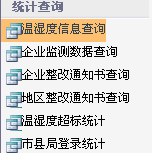 统计查询
温湿度信息查询
企业监测数据查询
企业整改通知书查询
地区整改通知书查询
温湿度超标统计
市县局登录统计